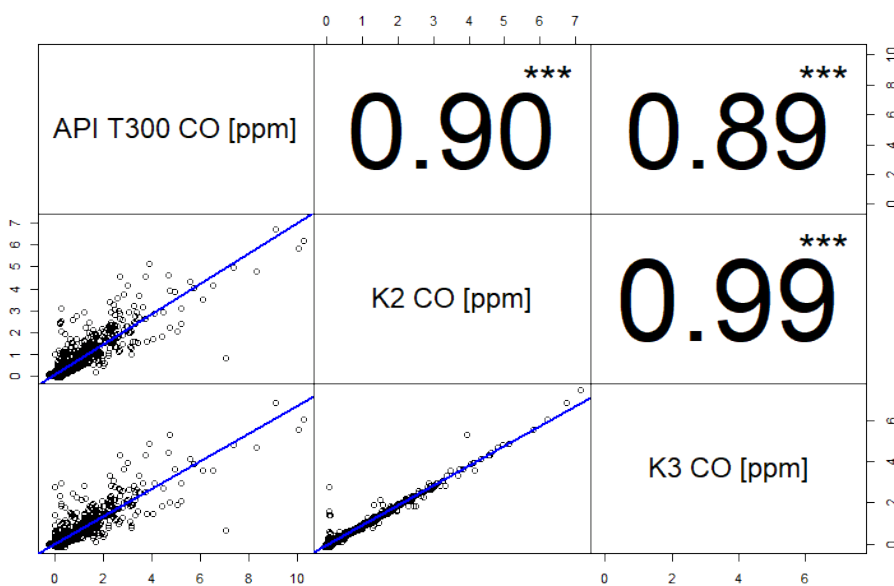 0 1 2 3 4 5 6 7
API T300 CO [ppm]
0.90
***
0.89
***
0 2 4 6 8 10
0 1 2 3 4 5 6 7
K2 CO [ppm]
0.99
***
K3 CO [ppm]
0 2 4 6
0 2 4 6 8 10
0 2 4 6